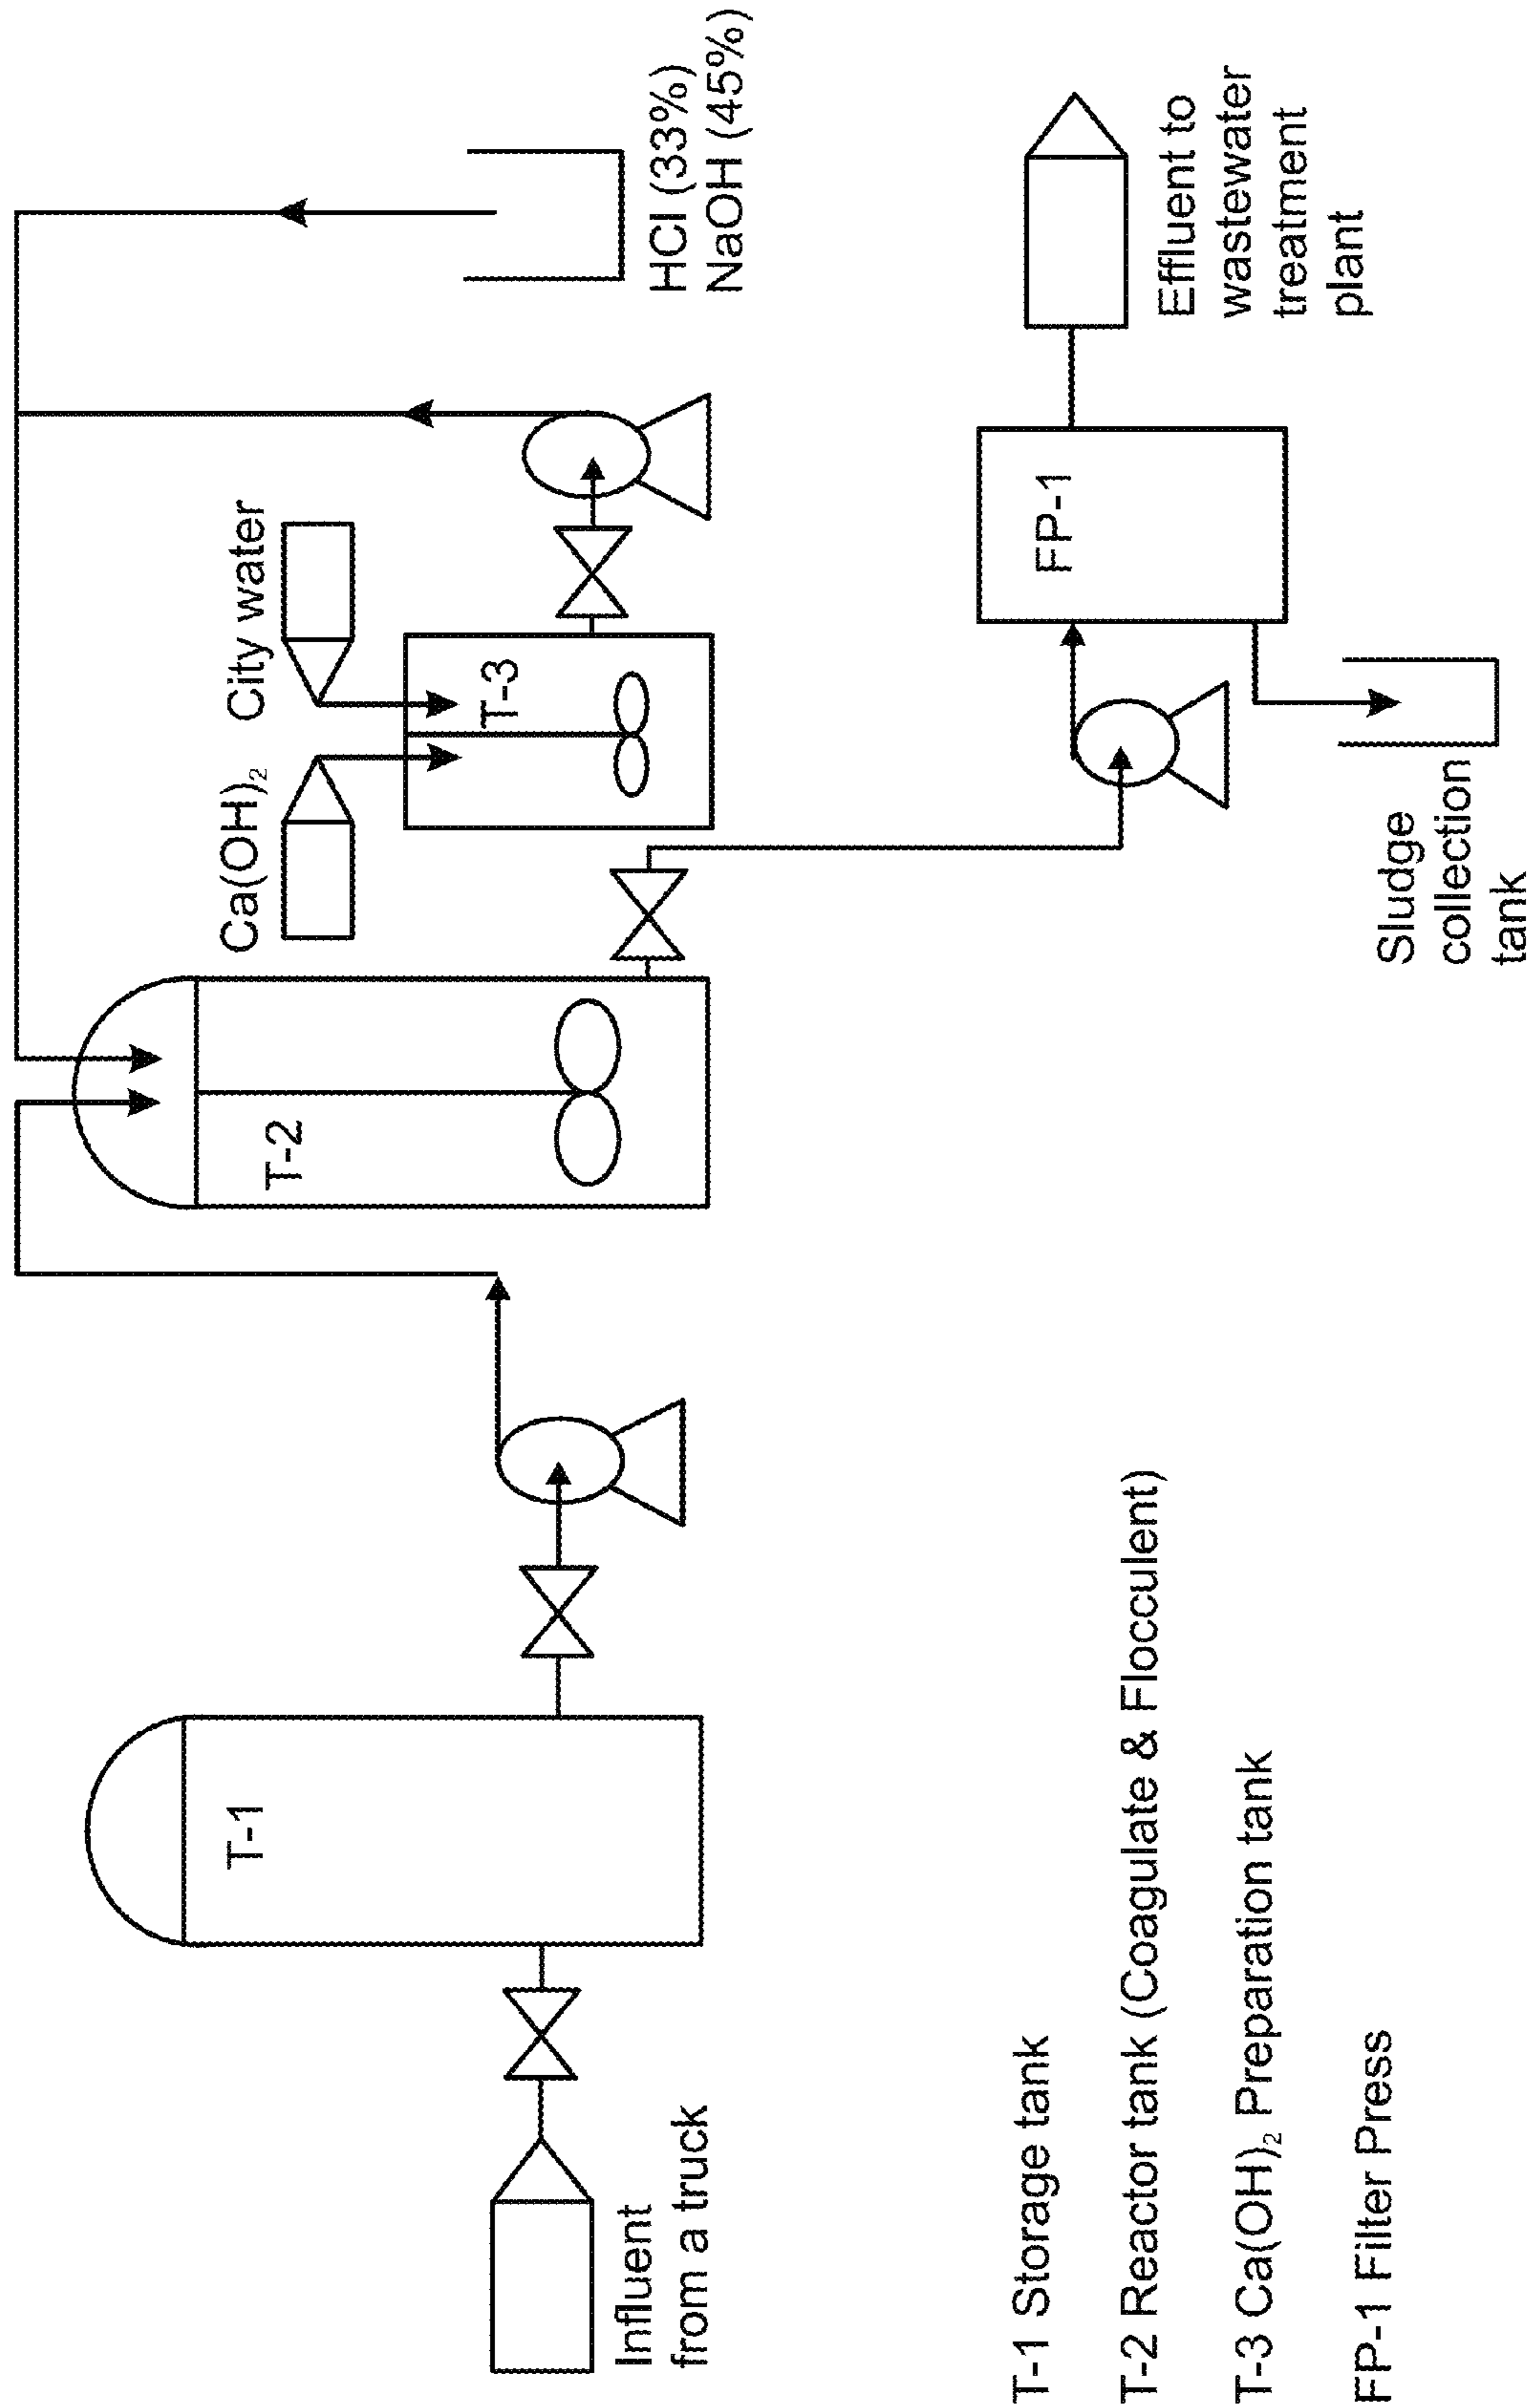 HCl (33%)
NaOH (45%)
City water
Ca(OH)₂
T-3
T-2
T-1
Influent
from a truck
FP-1
Effluent to
wastewater
treatment
plant
Sludge
collection
tank
T-1 Storage tank
T-2 Reactor tank (Coagulate & Flocculent)
T-3 Ca(OH)₂ Preparation tank
FP-1 Filter Press